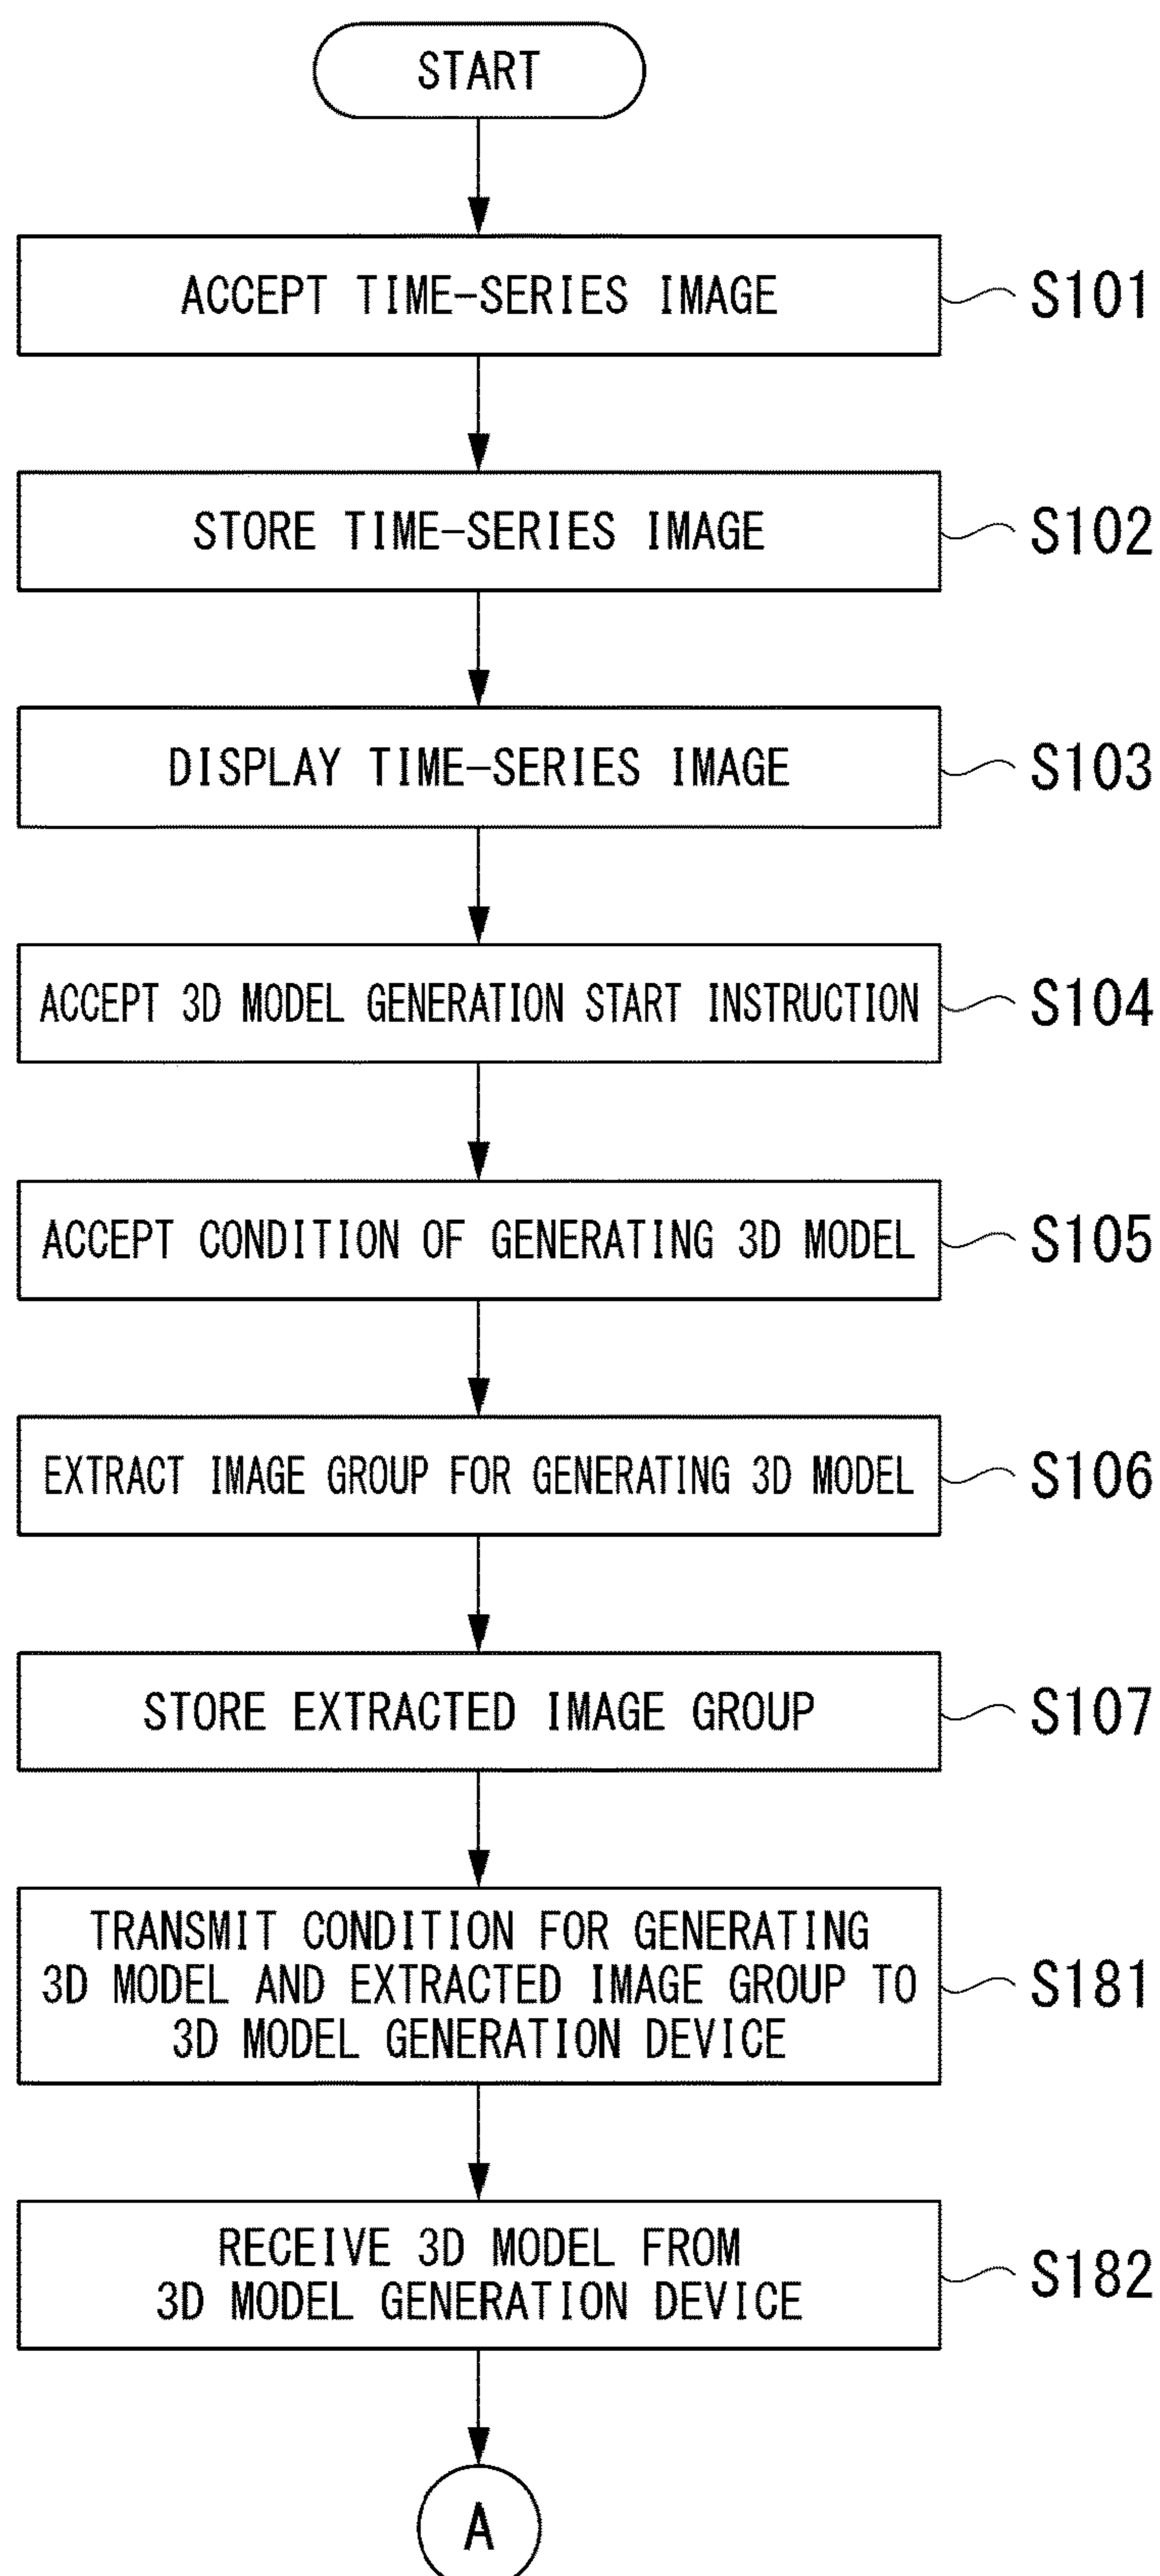 START
ACCEPT TIME-SERIES IMAGE
S101
STORE TIME-SERIES IMAGE
S102
DISPLAY TIME-SERIES IMAGE
S103
ACCEPT 3D MODEL GENERATION START INSTRUCTION
S104
ACCEPT CONDITION OF GENERATING 3D MODEL
S105
EXTRACT IMAGE GROUP FOR GENERATING 3D MODEL
S106
STORE EXTRACTED IMAGE GROUP
S107
TRANSMIT CONDITION FOR GENERATING
3D MODEL AND EXTRACTED IMAGE GROUP TO
3D MODEL GENERATION DEVICE
S181
RECEIVE 3D MODEL FROM
3D MODEL GENERATION DEVICE
S182
A